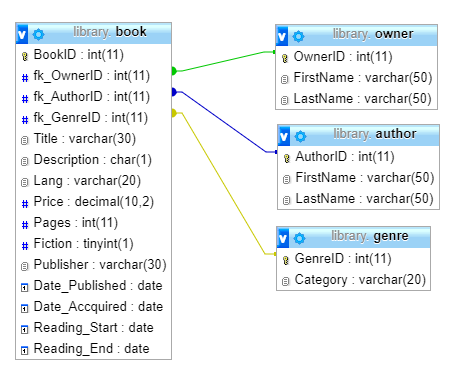 library. book
BookID : int(11)
fk_OwnerID : int(11)
fk_AuthorID : int(11)
fk_GenreID : int(11)
Title : varchar(30)
Description : char(1)
Lang : varchar(20)
Price : decimal(10,2)
Pages : int(11)
Fiction : tinyint(1)
Publisher : varchar(30)
Date_Published : date
Date_Accquired : date
Reading_Start : date
Reading_End : date
library. owner
OwnerID : int(11)
FirstName : varchar(50)
LastName : varchar(50)
library. author
AuthorID : int(11)
FirstName : varchar(50)
LastName : varchar(50)
library. genre
GenreID : int(11)
Category : varchar(20)